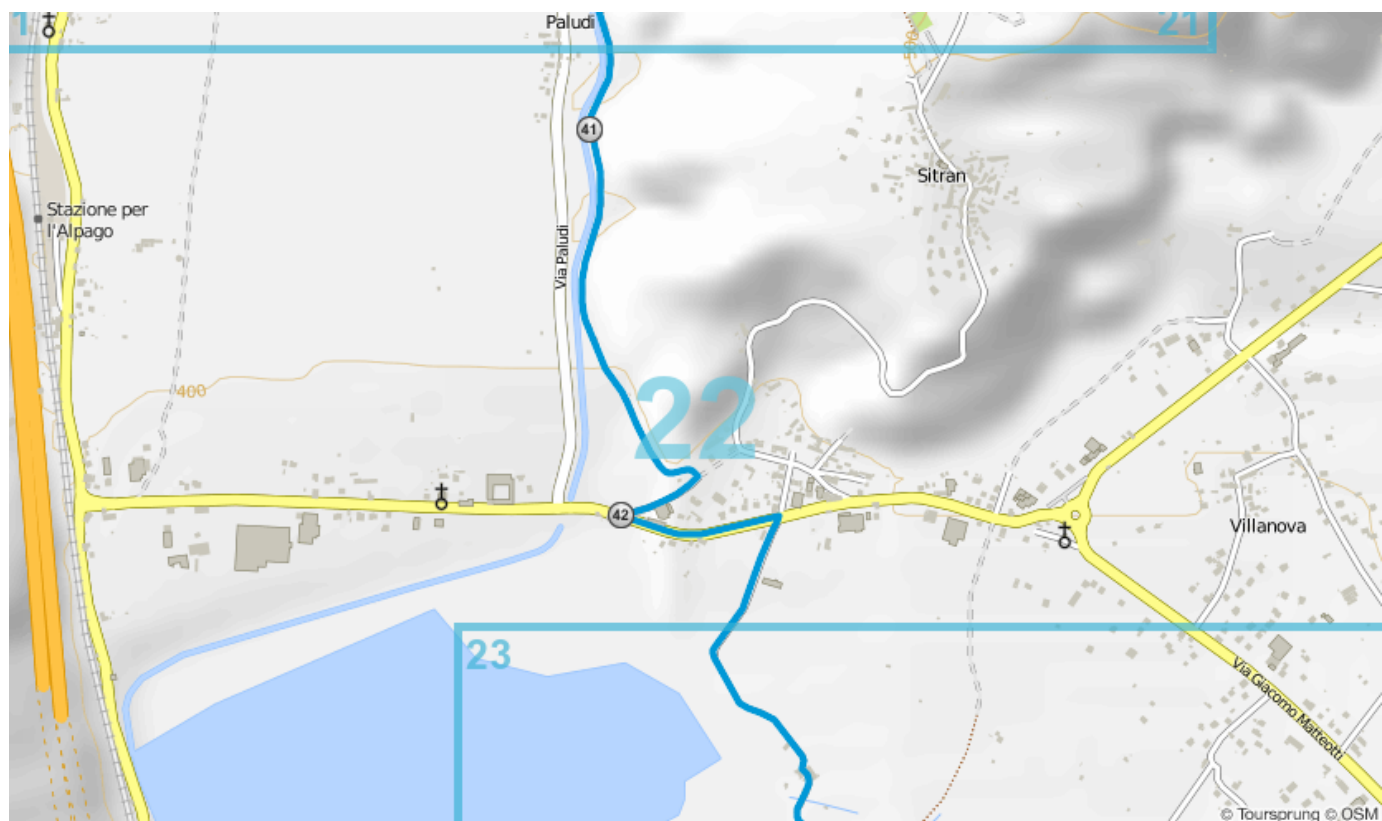 1
Paludi
21
500
41
Sitran
Stazione per
l'Alpago
Via Paludi
400
22
42
Villanova
23
Via Giacomo Matteotti
© Toursprung © OSM